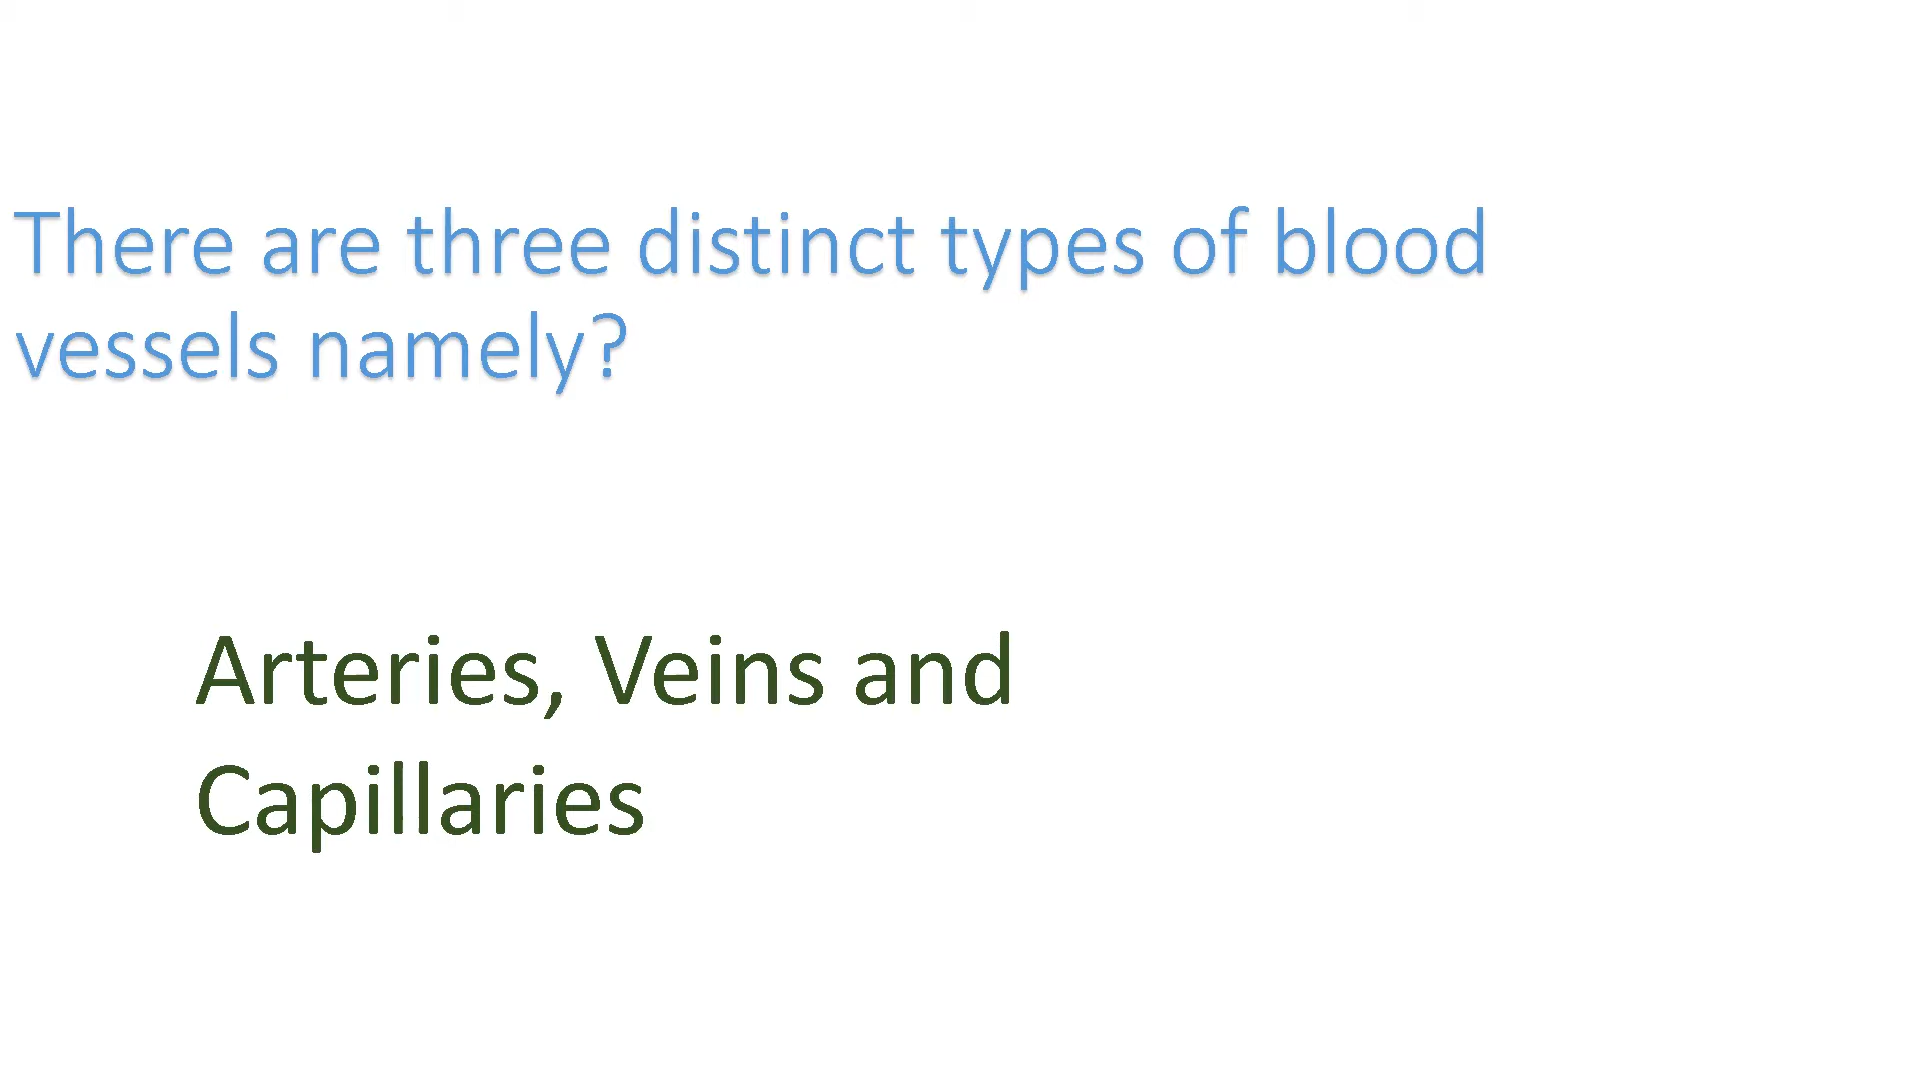 There are three distinct types of blood
vessels namely?
Arteries, Veins and
Capillaries